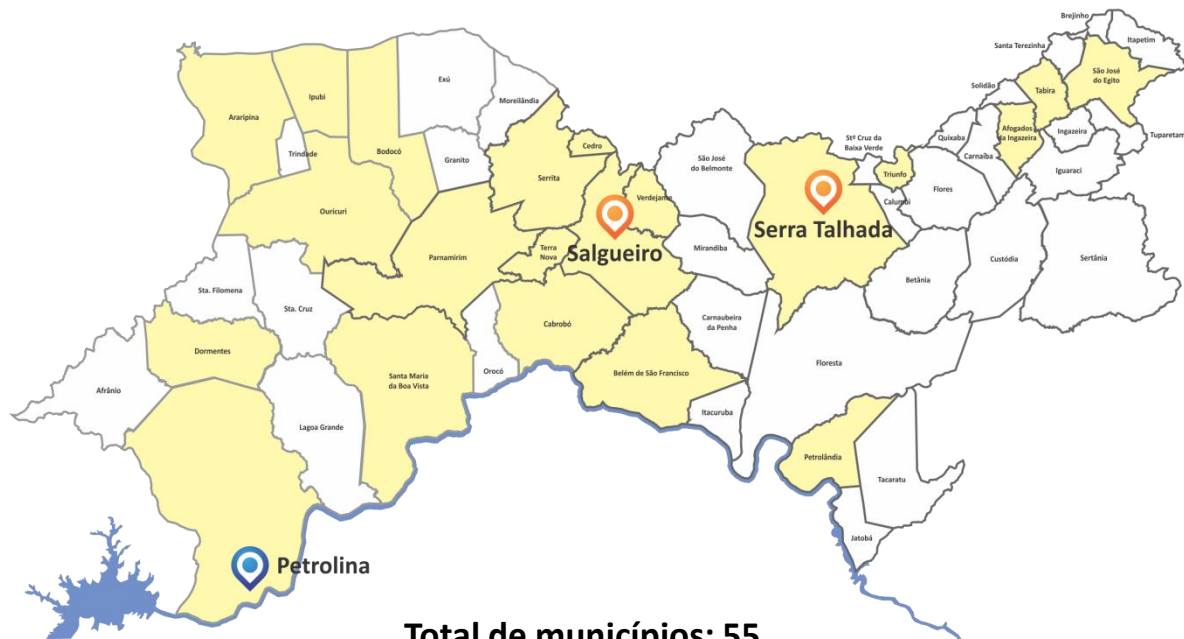 Brejinho
Itapetim
Santa Terezinha
São José
do Egito
Tabira
Solidão
Exú
Moreilândia
Ipubi
Araripina
Trindade
Bodocó
Granito
Cedro
Serrita
São José
do Belmonte
Stª Cruz da
Baixa Verde
Quixaba
Carnaíba
Afogados
da Ingazeira
Ingazeira
Tuparetam
Iguaraci
Triunfo
Flores
Calumbi
Verdejante
Ouricuri
Salgueiro
Serra Talhada
Parnamirim
Terra
Nova
Mirandiba
Betânia
Custódia
Sertânia
Sta. Filomena
Sta. Cruz
Cabrobó
Carnaubeira
da Penha
Dormentes
Santa Maria
da Boa Vista
Orocó
Belém de São Francisco
Floresta
Afrânio
Lagoa Grande
Itacuruba
Petrolândia
Tacaratu
Jatobá
Petrolina
Total de municípios: 55